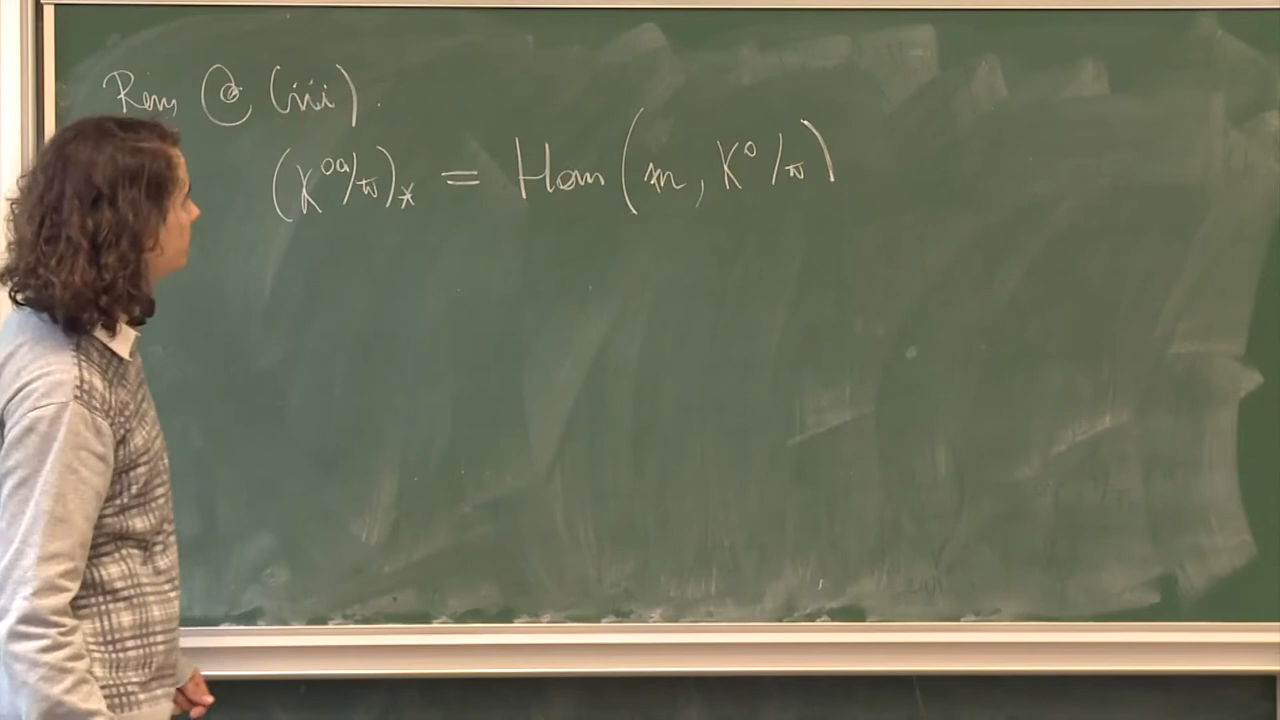 Rem @ (iii).
(K^{oa}/ϖ)_* = Hom(m, K^o/ϖ)